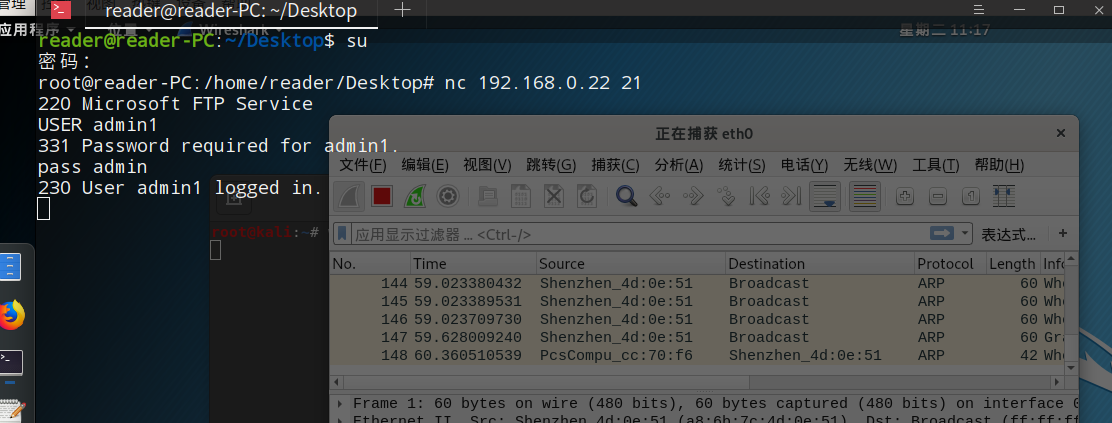 管理
reader@reader-PC: ~/Desktop
应用程序
位置
Wireshark
星期二 11:17
reader@reader-PC:~/Desktop$ su
密码：
root@reader-PC:/home/reader/Desktop# nc 192.168.0.22 21
220 Microsoft FTP Service
USER admin1
331 Password required for admin1.
pass admin
230 User admin1 logged in.
root@kali:~#
正在捕获 eth0
文件(F) 编辑(E) 视图(V) 跳转(G) 捕获(C) 分析(A) 统计(S) 电话(Y) 无线(W) 工具(T) 帮助(H)
应用显示过滤器 … <Ctrl-/> 表达式… +
No. Time Source Destination Protocol Length Info
144 59.023380432 Shenzhen_4d:0e:51 Broadcast ARP 60 Who
145 59.023389531 Shenzhen_4d:0e:51 Broadcast ARP 60 Who
146 59.023709730 Shenzhen_4d:0e:51 Broadcast ARP 60 Who
147 59.628009240 Shenzhen_4d:0e:51 Broadcast ARP 60 Gra
148 60.360510539 PcsCompu_cc:70:f6 Shenzhen_4d:0e:51 ARP 42 Who
Frame 1: 60 bytes on wire (480 bits), 60 bytes captured (480 bits) on interface 0
Ethernet II, Src: Shenzhen_4d:0e:51 (a8:6b:7c:4d:0e:51), Dst: Broadcast (ff:ff:ff